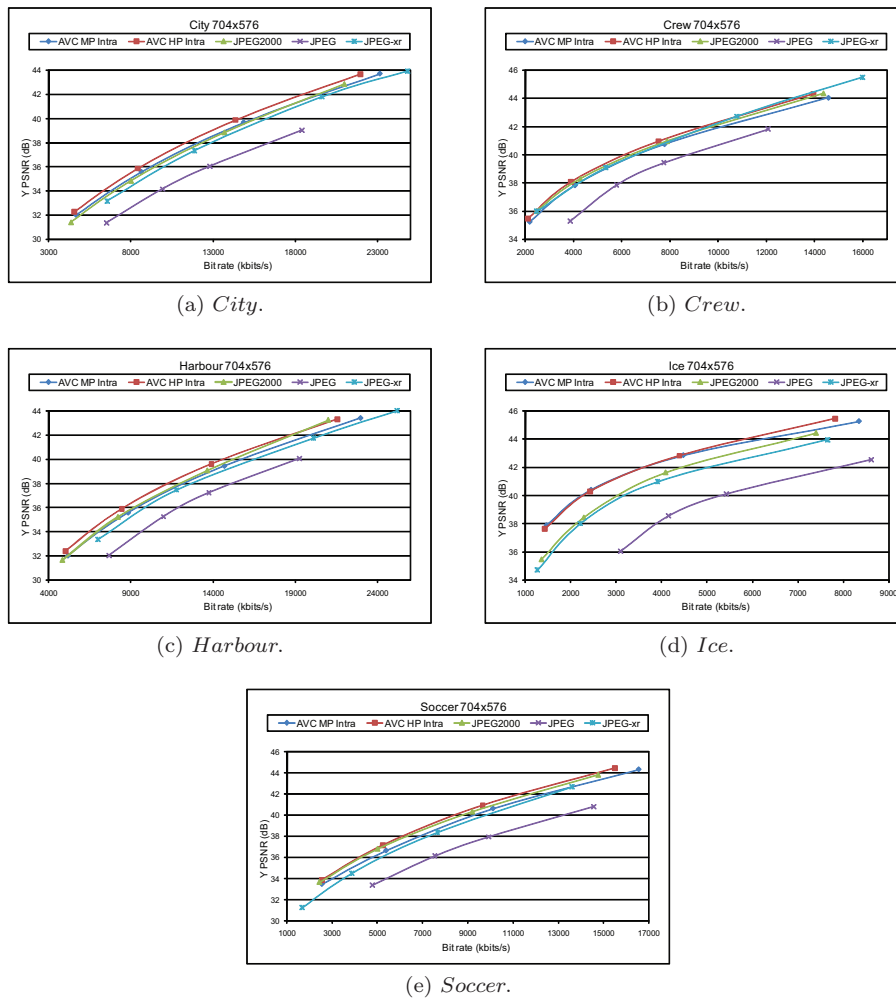 City 704x576
AVC MP Intra AVC HP Intra JPEG2000 JPEG JPEG-xr
44
42
40
38
36
34
32
30
Y PSNR (dB)
3000 8000 13000 18000 23000
Bit rate (kbits/s)
(a) City.
Crew 704x576
AVC MP Intra AVC HP Intra JPEG2000 JPEG JPEG-xr
46
44
42
40
38
36
34
Y PSNR (dB)
2000 4000 6000 8000 10000 12000 14000 16000
Bit rate (kbits/s)
(b) Crew.
Harbour 704x576
AVC MP Intra AVC HP Intra JPEG2000 JPEG JPEG-xr
44
42
40
38
36
34
32
30
Y PSNR (dB)
4000 9000 14000 19000 24000
Bit rate (kbits/s)
(c) Harbour.
Ice 704x576
AVC MP Intra AVC HP Intra JPEG2000 JPEG JPEG-xr
46
44
42
40
38
36
34
Y PSNR (dB)
1000 2000 3000 4000 5000 6000 7000 8000 9000
Bit rate (kbits/s)
(d) Ice.
Soccer 704x576
AVC MP Intra AVC HP Intra JPEG2000 JPEG JPEG-xr
46
44
42
40
38
36
34
32
30
Y PSNR (dB)
1000 3000 5000 7000 9000 11000 13000 15000 17000
Bit rate (kbits/s)
(e) Soccer.